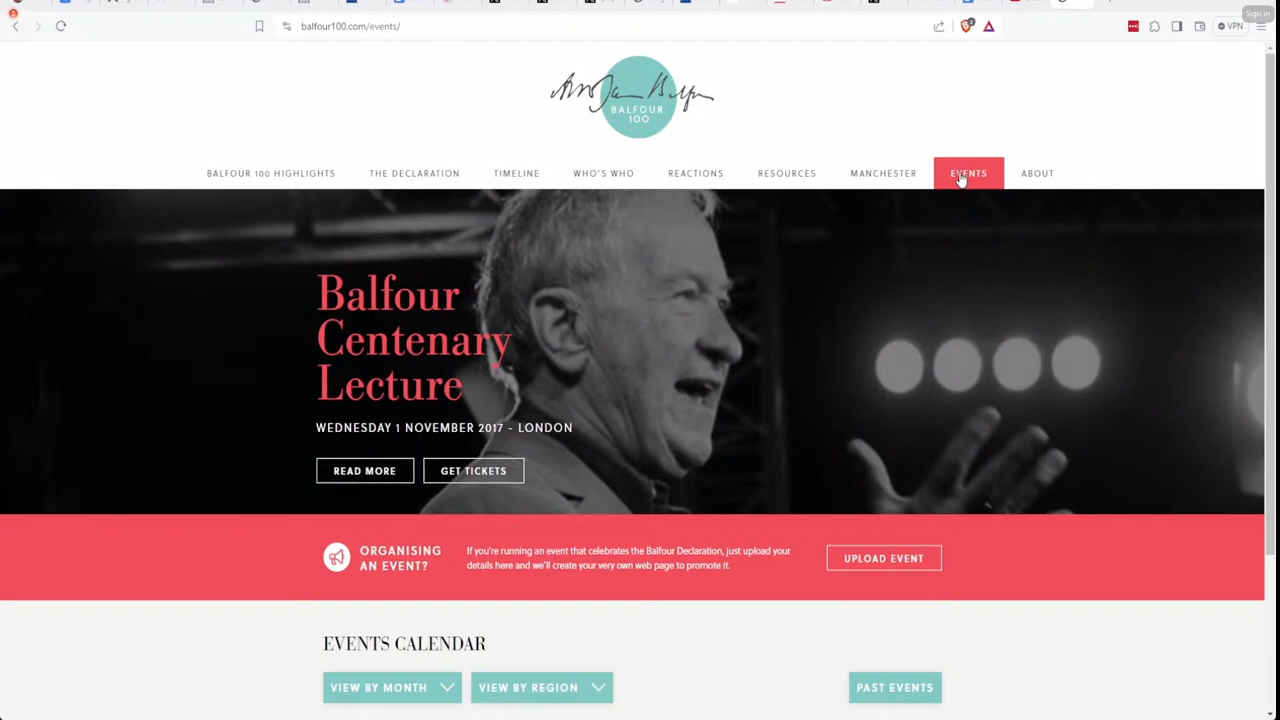 Sign in
balfour100.com/events/
VPN
BALFOUR
100
BALFOUR 100 HIGHLIGHTS THE DECLARATION TIMELINE WHO'S WHO REACTIONS RESOURCES MANCHESTER EVENTS ABOUT
Balfour
Centenary
Lecture
WEDNESDAY 1 NOVEMBER 2017 - LONDON
READ MORE GET TICKETS
ORGANISING
AN EVENT?
If you're running an event that celebrates the Balfour Declaration, just upload your
details here and we'll create your very own web page to promote it.
UPLOAD EVENT
EVENTS CALENDAR
VIEW BY MONTH VIEW BY REGION PAST EVENTS